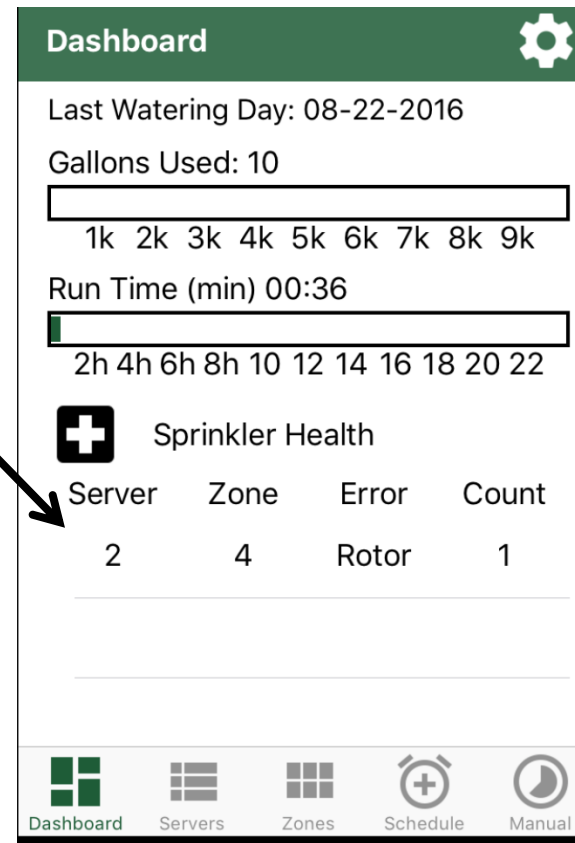 Dashboard
Last Watering Day: 08-22-2016
Gallons Used: 10
1k 2k 3k 4k 5k 6k 7k 8k 9k
Run Time (min) 00:36
2h 4h 6h 8h 10 12 14 16 18 20 22
Sprinkler Health
Server Zone Error Count
2 4 Rotor 1
Dashboard Servers Zones Schedule Manual